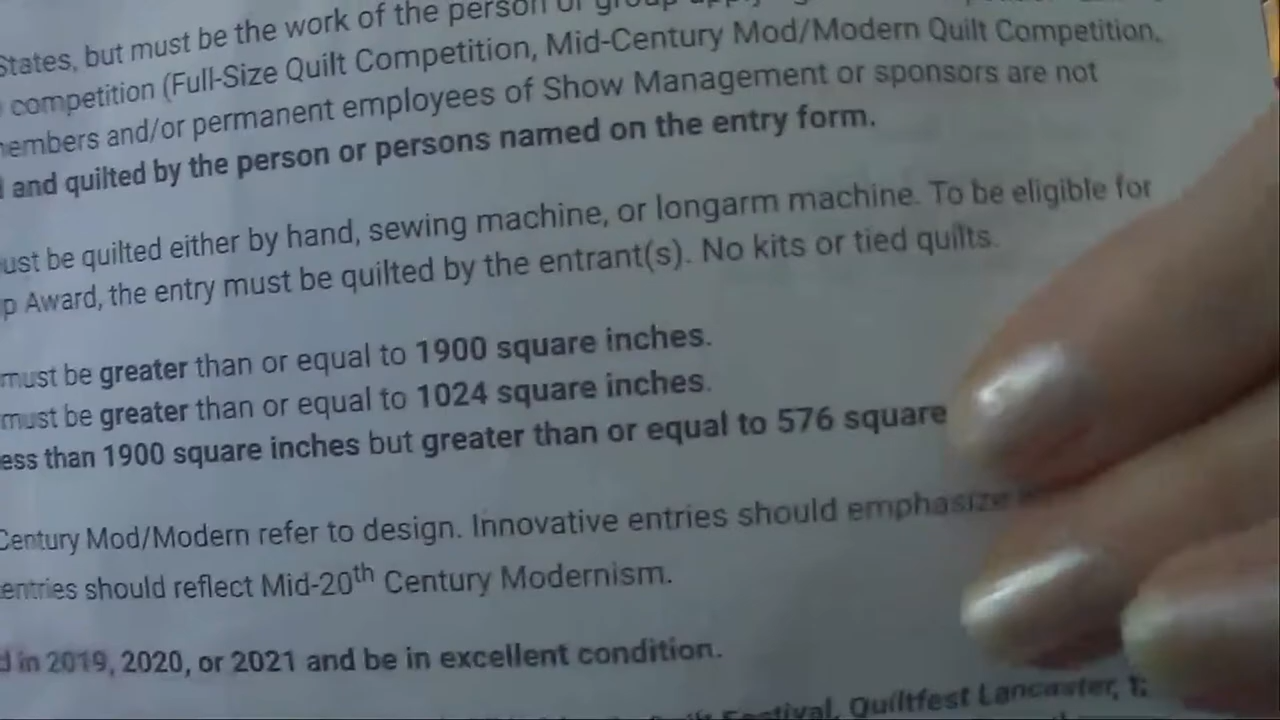 States, but must be the work of the person or group
competition (Full-Size Quilt Competition, Mid-Century Mod/Modern Quilt Competition,
embers and/or permanent employees of Show Management or sponsors are not
and quilted by the person or persons named on the entry form.
ust be quilted either by hand, sewing machine, or longarm machine. To be eligible for
p Award, the entry must be quilted by the entrant(s). No kits or tied quilts.
must be greater than or equal to 1900 square inches.
must be greater than or equal to 1024 square inches.
ess than 1900 square inches but greater than or equal to 576 square
Century Mod/Modern refer to design. Innovative entries should emphasize
entries should reflect Mid-20th Century Modernism.
d in 2019, 2020, or 2021 and be in excellent condition.
Festival, Quiltfest Lancaster,